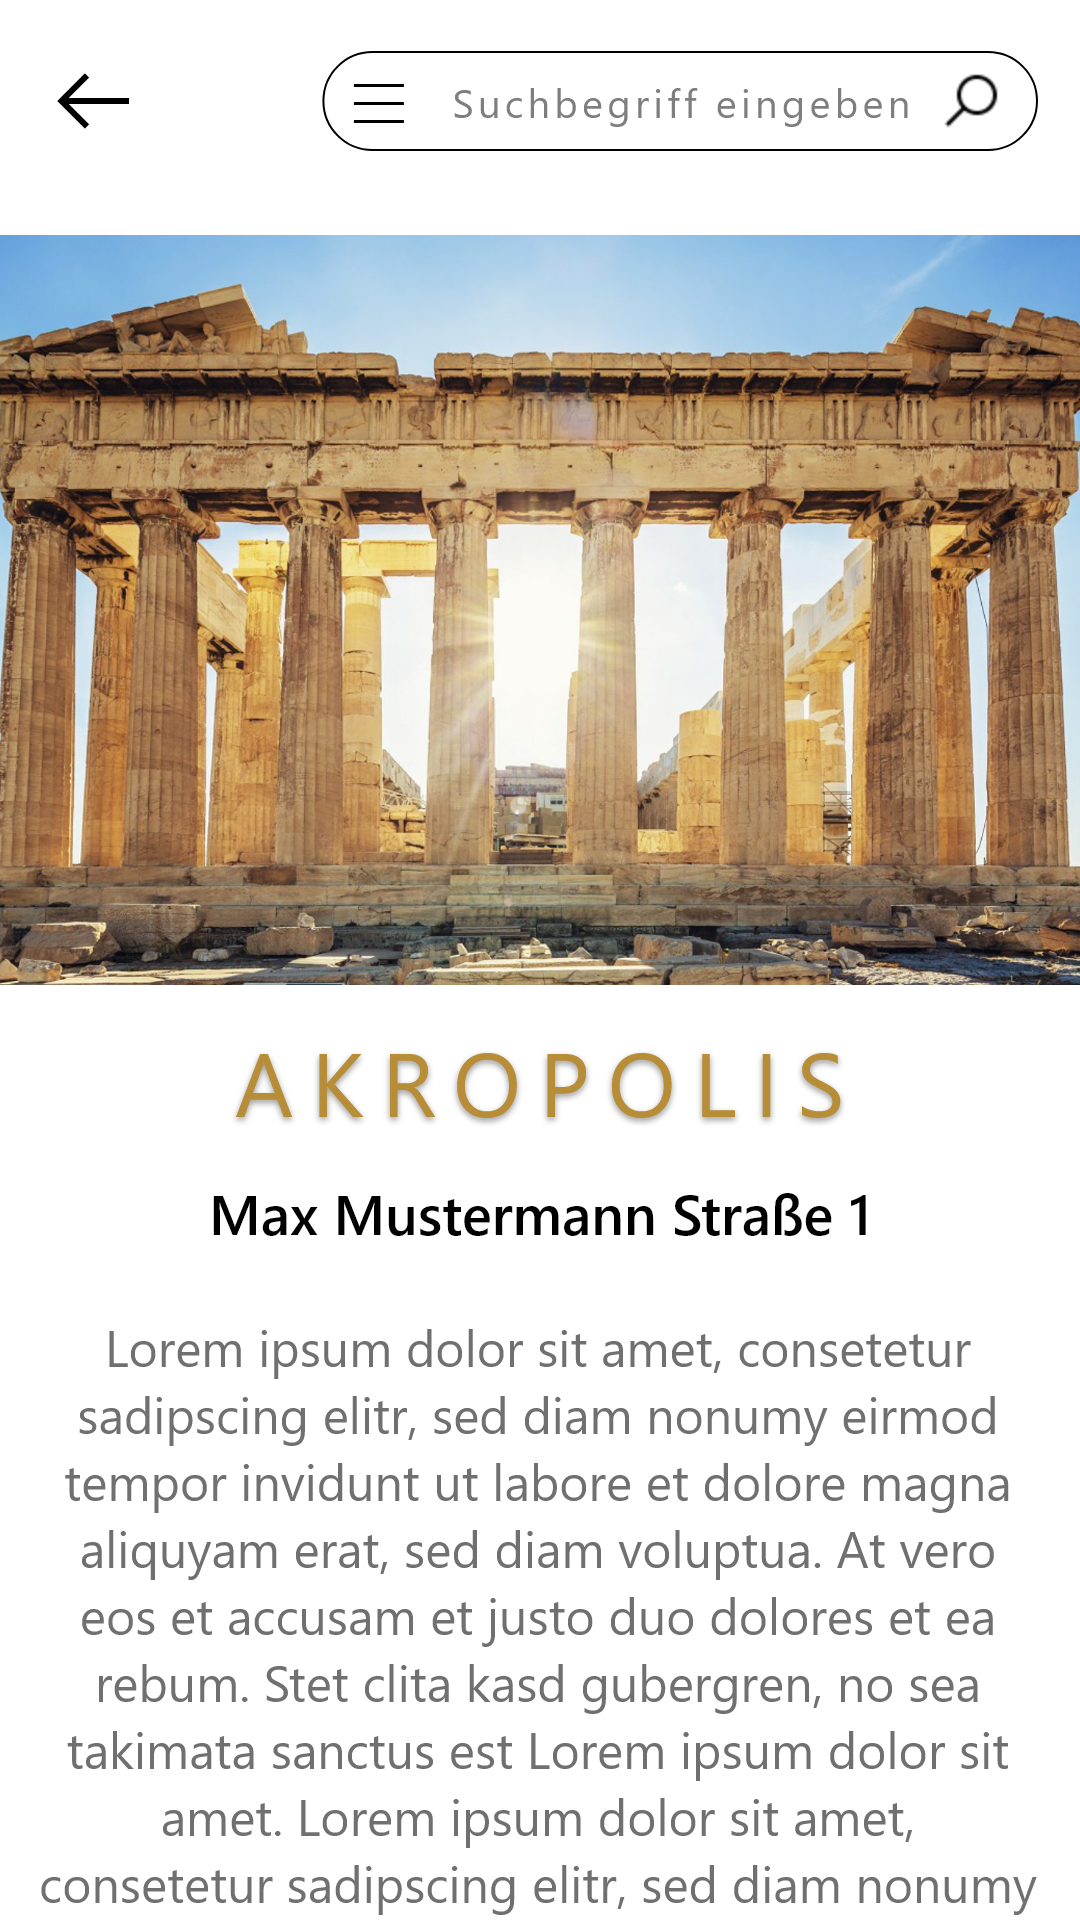 Suchbegriff eingeben
AKROPOLIS
Max Mustermann Straße 1
Lorem ipsum dolor sit amet, consetetur
sadipscing elitr, sed diam nonumy eirmod
tempor invidunt ut labore et dolore magna
aliquyam erat, sed diam voluptua. At vero
eos et accusam et justo duo dolores et ea
rebum. Stet clita kasd gubergren, no sea
takimata sanctus est Lorem ipsum dolor sit
amet. Lorem ipsum dolor sit amet,
consetetur sadipscing elitr, sed diam nonumy